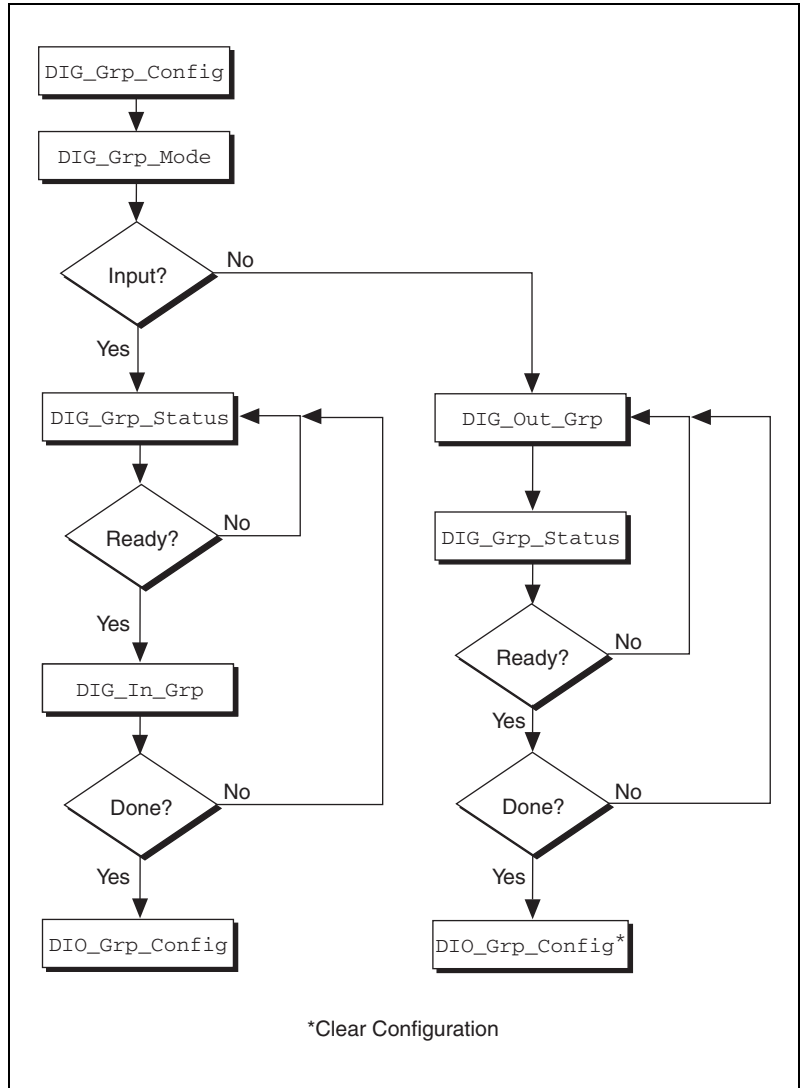 DIG_Grp_Config
DIG_Grp_Mode
Input?
No
Yes
DIG_Grp_Status
Ready?
No
Yes
DIG_In_Grp
Done?
No
Yes
DIO_Grp_Config
DIG_Out_Grp
DIG_Grp_Status
Ready?
No
Yes
Done?
No
Yes
DIO_Grp_Config*
*Clear Configuration